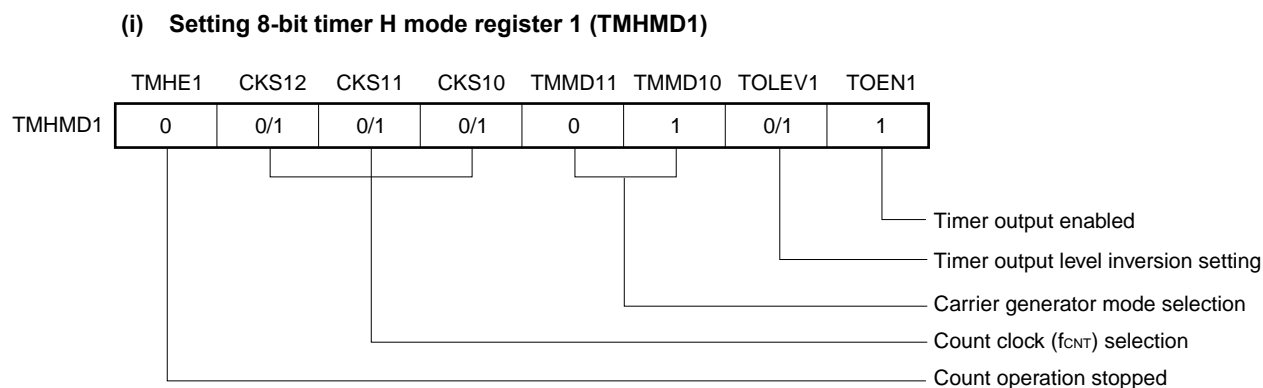 (i) Setting 8-bit timer H mode register 1 (TMHMD1)
TMHE1 CKS12 CKS11 CKS10 TMMD11 TMMD10 TOLEV1 TOEN1
TMHMD1 0 0/1 0/1 0/1 0 1 0/1 1
Timer output enabled
Timer output level inversion setting
Carrier generator mode selection
Count clock (fCNT) selection
Count operation stopped